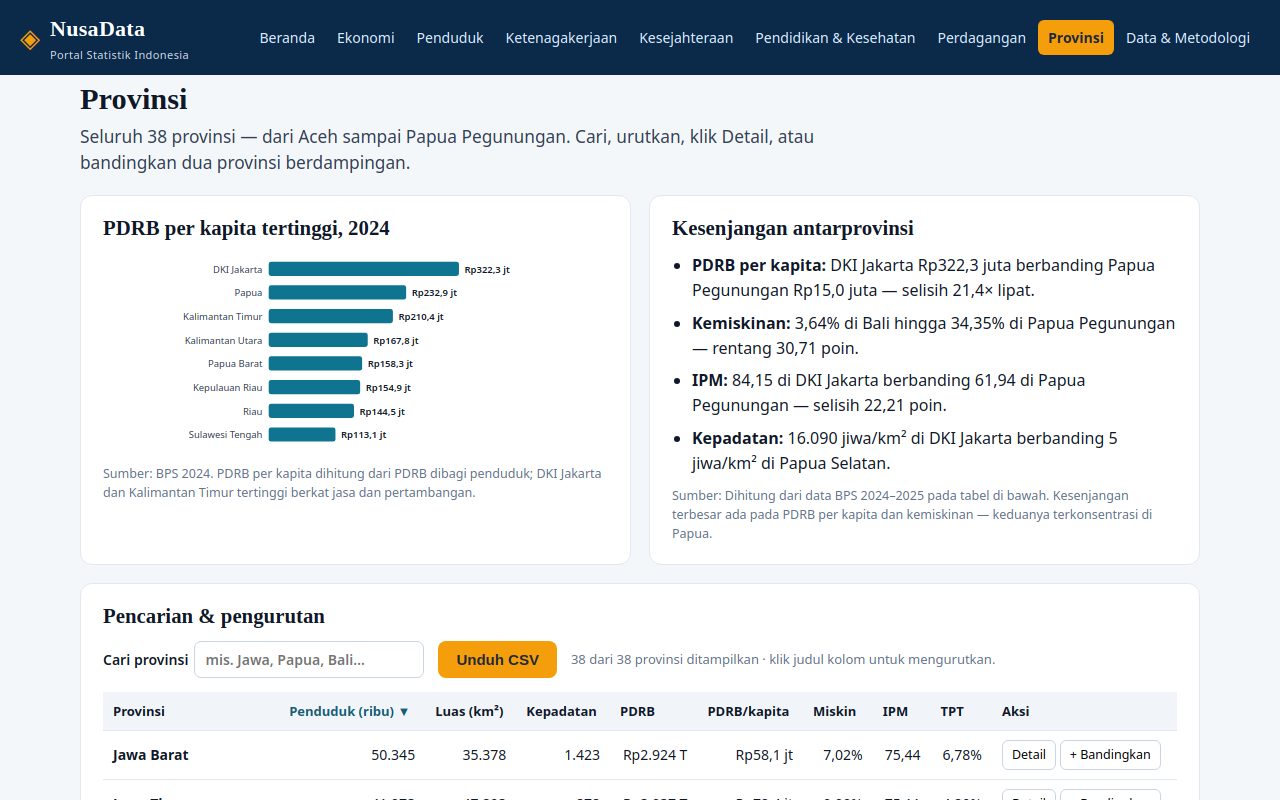 ◈ NusaData
Portal Statistik Indonesia
Beranda Ekonomi Penduduk Ketenagakerjaan Kesejahteraan Pendidikan & Kesehatan Perdagangan Provinsi Data & Metodologi
Provinsi
Seluruh 38 provinsi — dari Aceh sampai Papua Pegunungan. Cari, urutkan, klik Detail, atau
bandingkan dua provinsi berdampingan.
PDRB per kapita tertinggi, 2024
DKI Jakarta Rp322,3 jt
Papua Rp232,9 jt
Kalimantan Timur Rp210,4 jt
Kalimantan Utara Rp167,8 jt
Papua Barat Rp158,3 jt
Kepulauan Riau Rp154,9 jt
Riau Rp144,5 jt
Sulawesi Tengah Rp113,1 jt
Sumber: BPS 2024. PDRB per kapita dihitung dari PDRB dibagi penduduk; DKI Jakarta
dan Kalimantan Timur tertinggi berkat jasa dan pertambangan.
Kesenjangan antarprovinsi
• PDRB per kapita: DKI Jakarta Rp322,3 juta berbanding Papua
Pegunungan Rp15,0 juta — selisih 21,4× lipat.
• Kemiskinan: 3,64% di Bali hingga 34,35% di Papua Pegunungan
— rentang 30,71 poin.
• IPM: 84,15 di DKI Jakarta berbanding 61,94 di Papua
Pegunungan — selisih 22,21 poin.
• Kepadatan: 16.090 jiwa/km² di DKI Jakarta berbanding 5
jiwa/km² di Papua Selatan.
Sumber: Dihitung dari data BPS 2024–2025 pada tabel di bawah. Kesenjangan
terbesar ada pada PDRB per kapita dan kemiskinan — keduanya terkonsentrasi di
Papua.
Pencarian & pengurutan
Cari provinsi mis. Jawa, Papua, Bali... Unduh CSV 38 dari 38 provinsi ditampilkan · klik judul kolom untuk mengurutkan.
Provinsi Penduduk (ribu) ▼ Luas (km²) Kepadatan PDRB PDRB/kapita Miskin IPM TPT Aksi
Jawa Barat 50.345 35.378 1.423 Rp2.924 T Rp58,1 jt 7,02% 75,44 6,78% Detail + Bandingkan